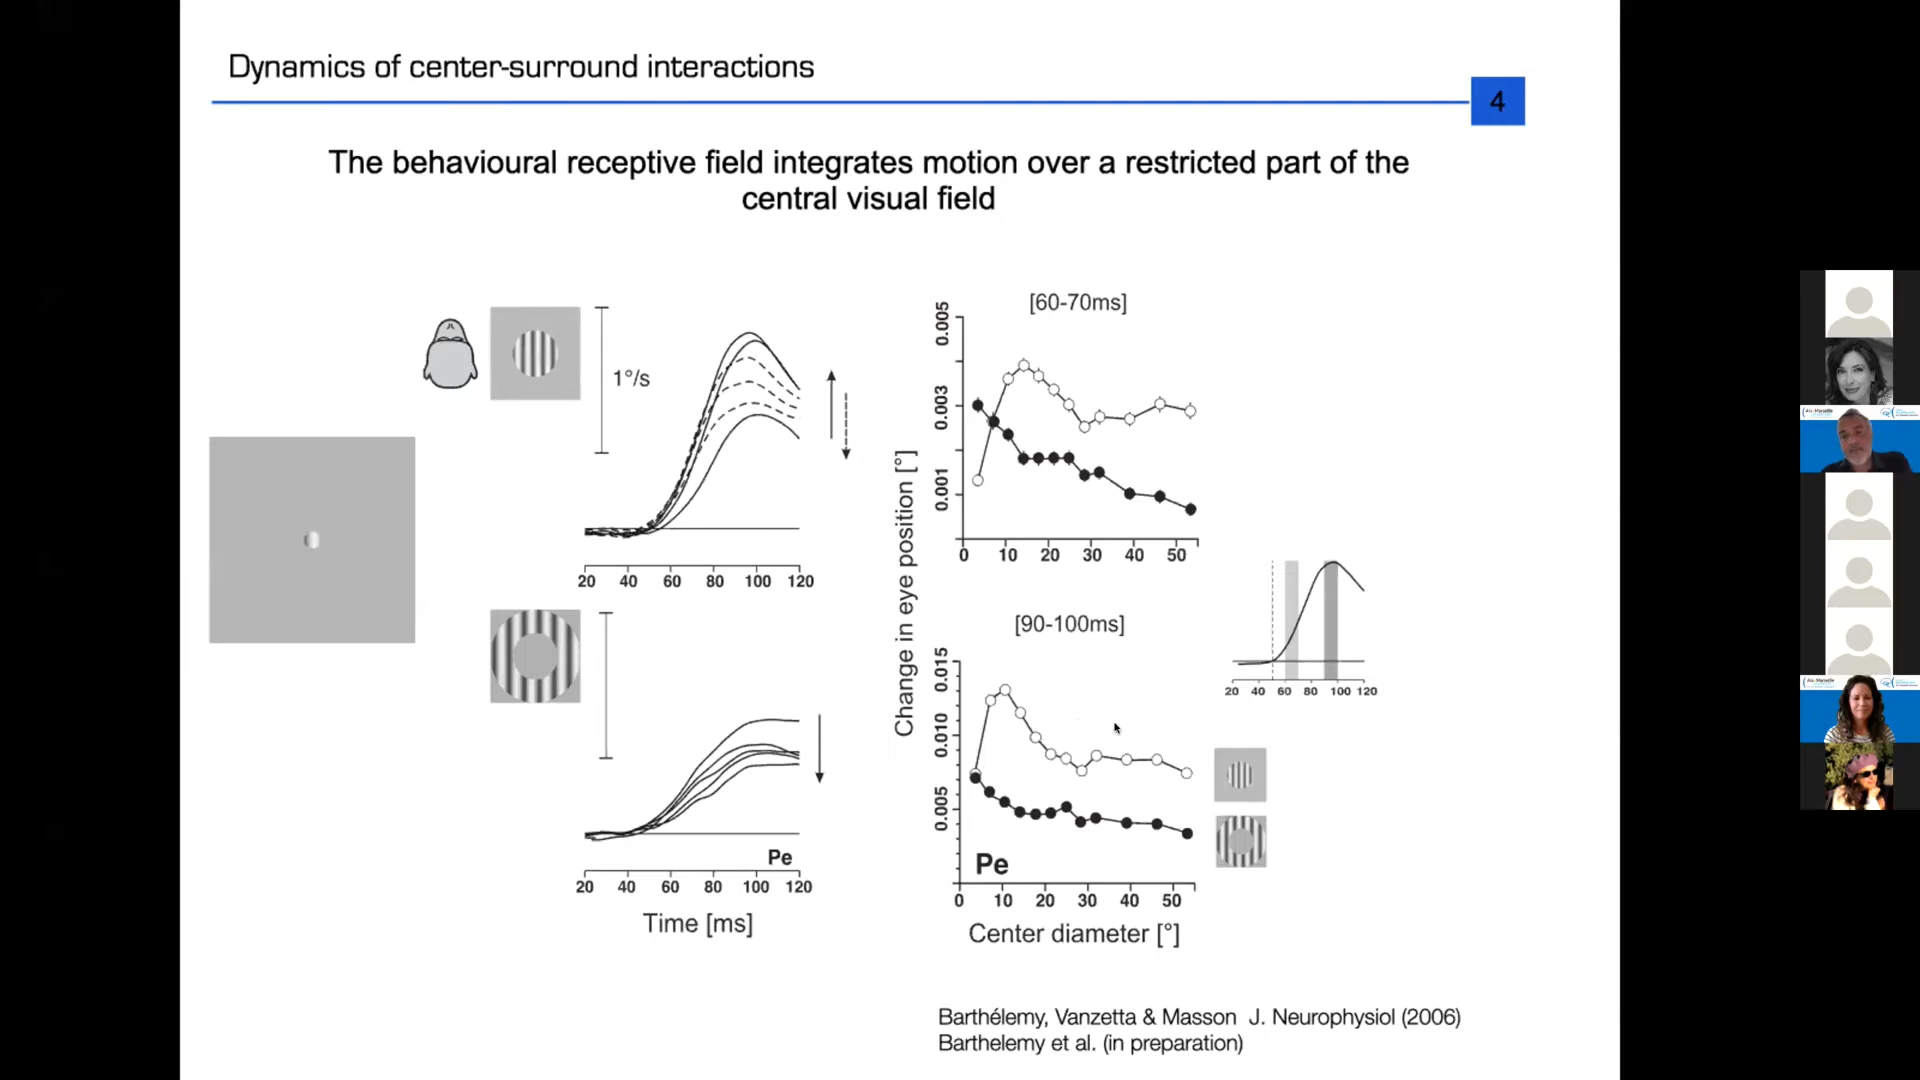 Dynamics of center-surround interactions
4
The behavioural receptive field integrates motion over a restricted part of the
central visual field
1°/s
20 40 60 80 100 120
Pe
20 40 60 80 100 120
Time [ms]
Change in eye position [°]
[60-70ms]
0.005
0.003
0.001
0 10 20 30 40 50
[90-100ms]
0.015
0.010
0.005
Pe
0 10 20 30 40 50
Center diameter [°]
20 40 60 80 100 120
Barthélemy, Vanzetta & Masson J. Neurophysiol (2006)
Barthelemy et al. (in preparation)